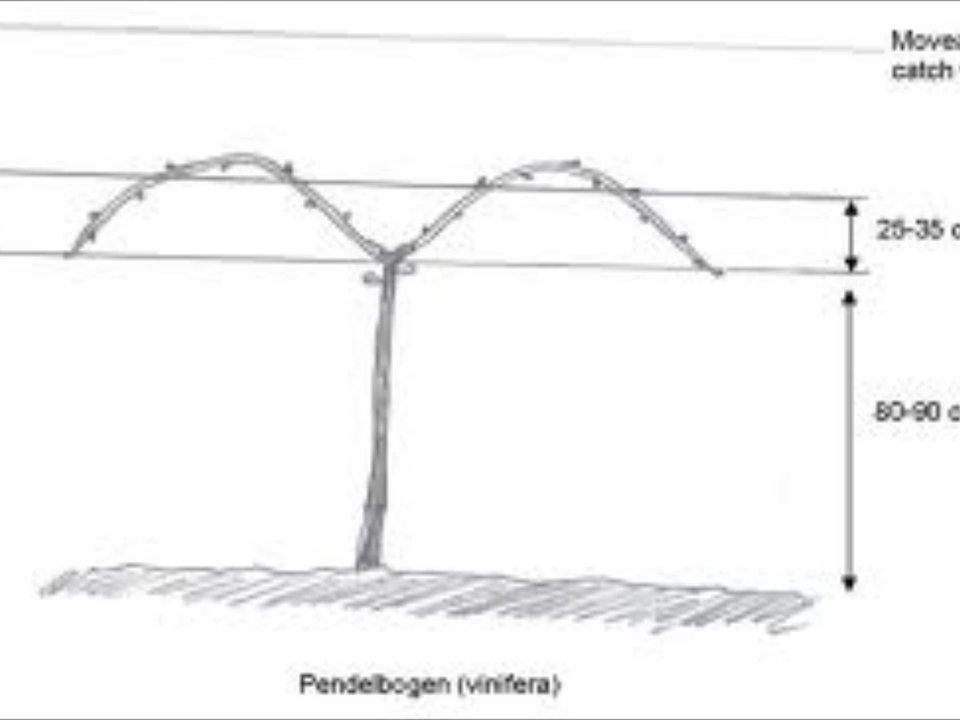 Movea
catch
25-35 c
80-90 c
Pendelbogen (vinifera)